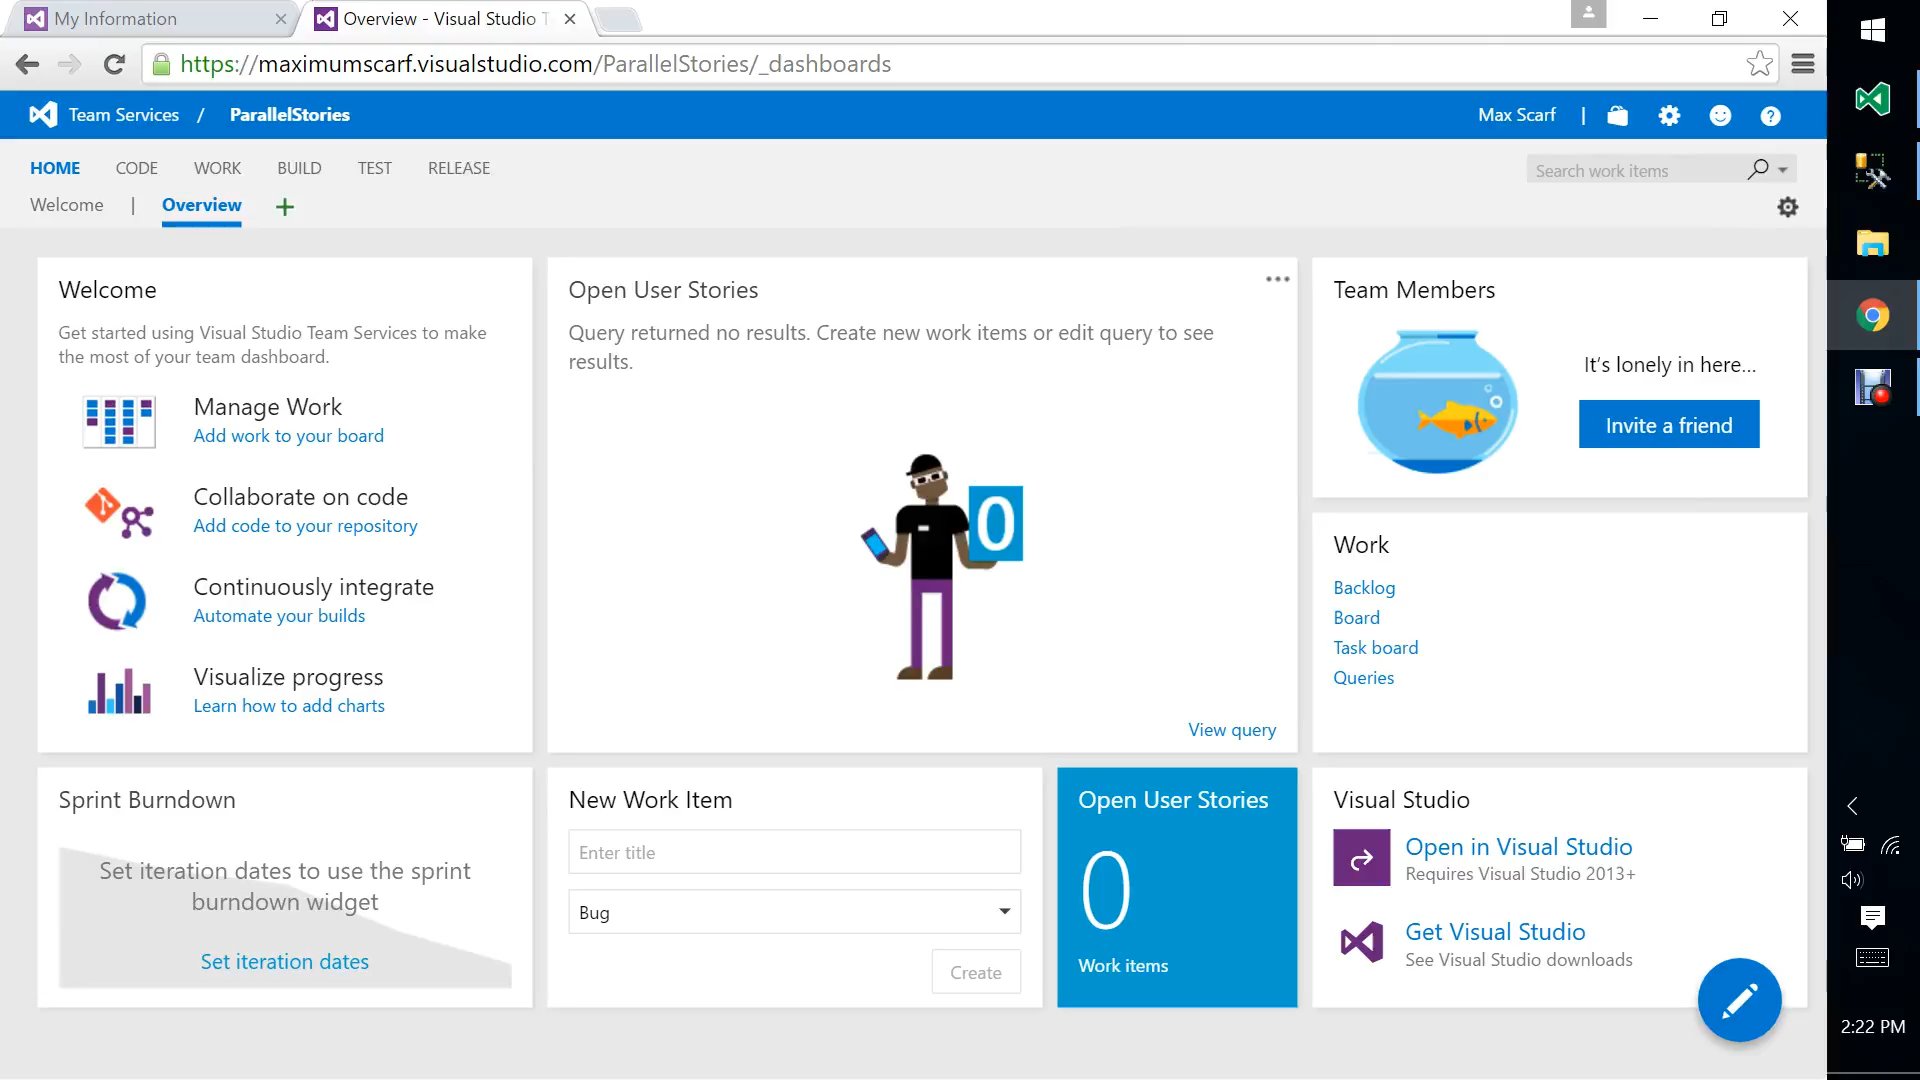 My Information
Overview - Visual Studio T
https://maximumscarf.visualstudio.com/ParallelStories/_dashboards
Team Services / ParallelStories
Max Scarf |
HOME CODE WORK BUILD TEST RELEASE
Search work items
Welcome | Overview
Welcome
Get started using Visual Studio Team Services to make
the most of your team dashboard.
Manage Work
Add work to your board
Collaborate on code
Add code to your repository
Continuously integrate
Automate your builds
Visualize progress
Learn how to add charts
Open User Stories
Query returned no results. Create new work items or edit query to see
results.
0
View query
Team Members
It's lonely in here...
Invite a friend
Work
Backlog
Board
Task board
Queries
Sprint Burndown
Set iteration dates to use the sprint
burndown widget
Set iteration dates
New Work Item
Enter title
Bug
Create
Open User Stories
0
Work items
Visual Studio
Open in Visual Studio
Requires Visual Studio 2013+
Get Visual Studio
See Visual Studio downloads
2:22 PM